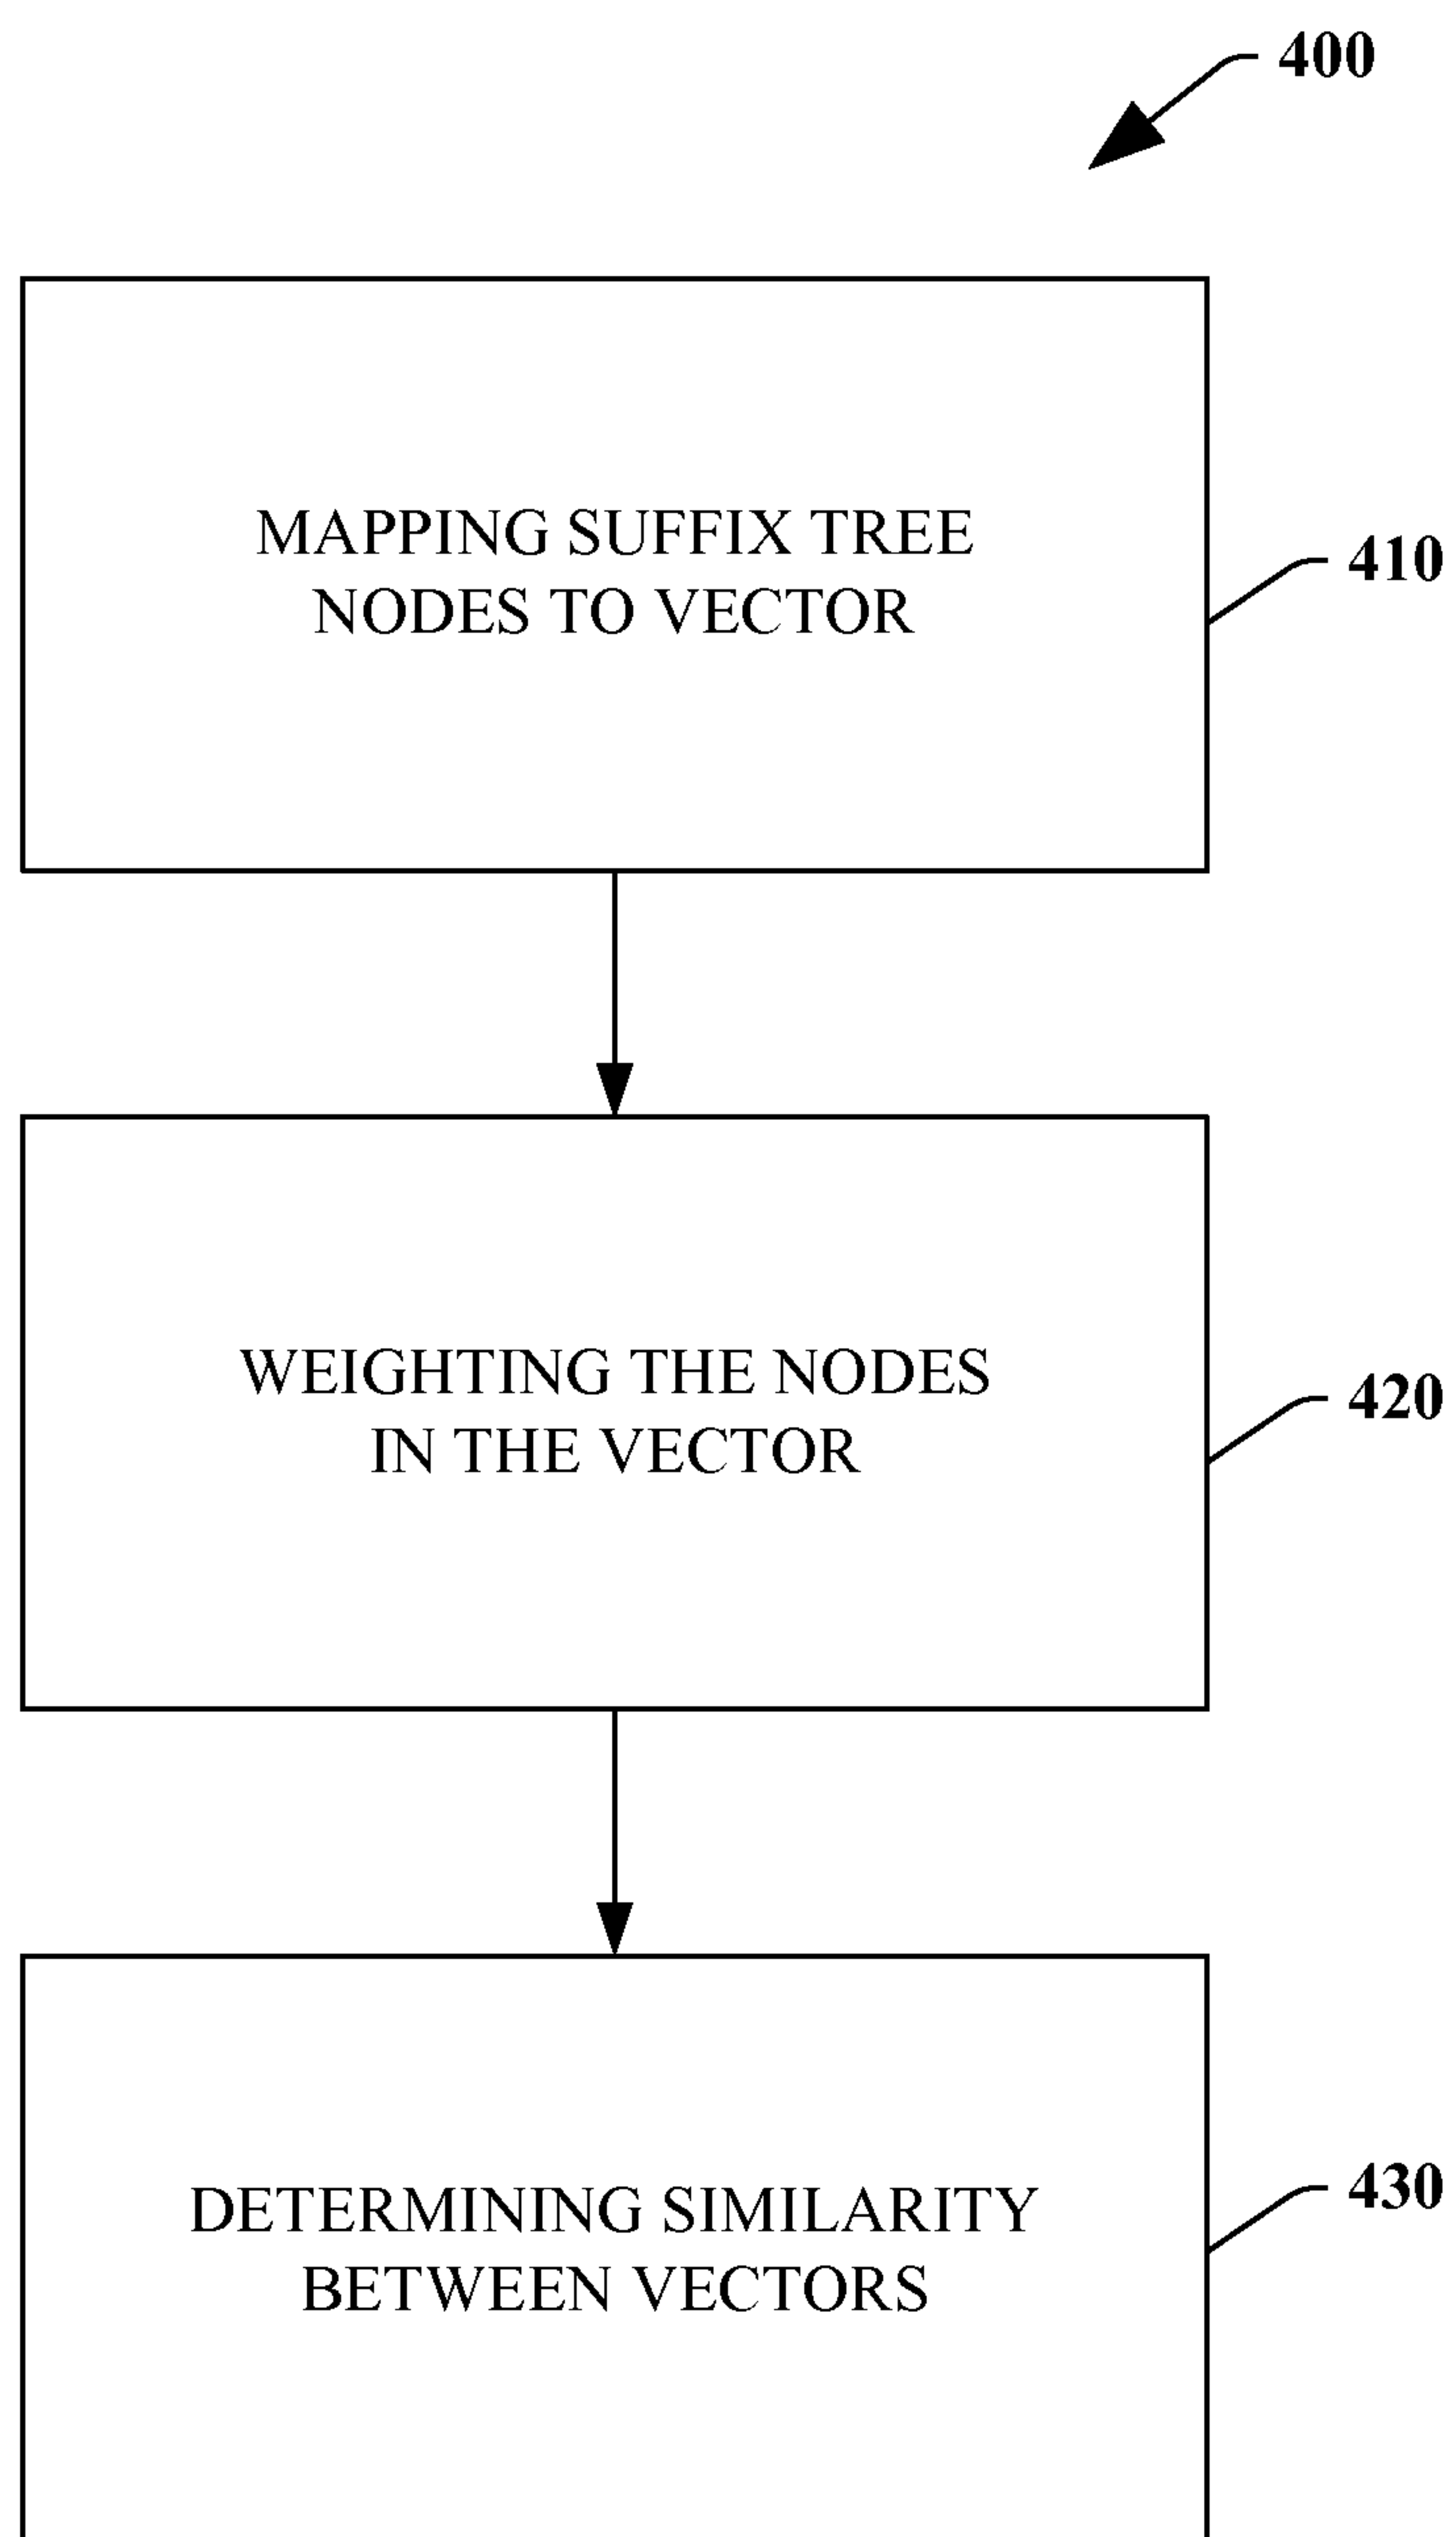 400
MAPPING SUFFIX TREE
NODES TO VECTOR
410
WEIGHTING THE NODES
IN THE VECTOR
420
DETERMINING SIMILARITY
BETWEEN VECTORS
430